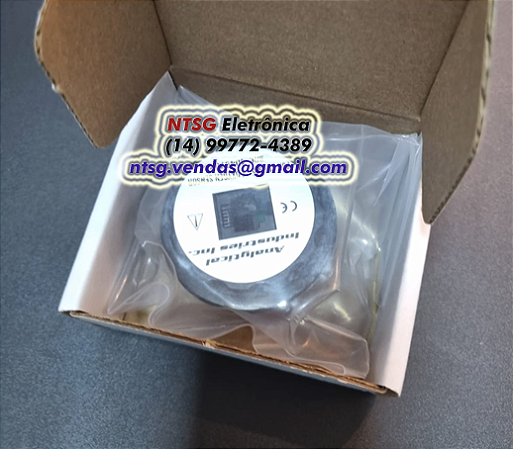 NTSG Eletrônica
(14) 99772-4389
ntsg.vendas@gmail.com
CE
Analytical
Industries Inc.